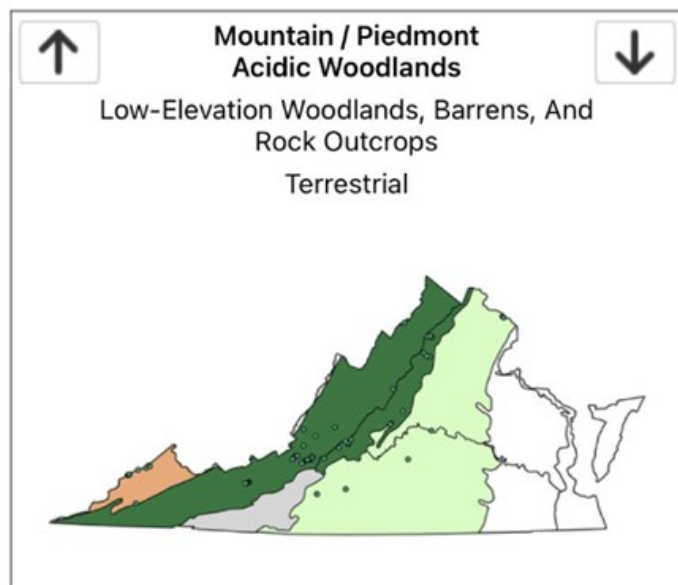 Mountain / Piedmont
Acidic Woodlands
Low-Elevation Woodlands, Barrens, And
Rock Outcrops
Terrestrial